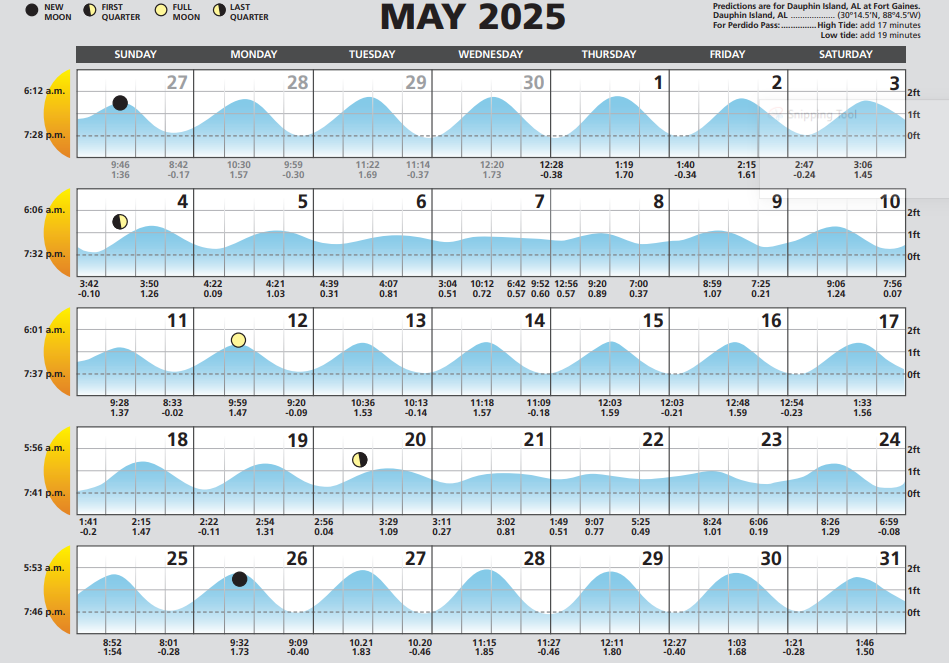 NEW MOON
FIRST QUARTER
FULL MOON
LAST QUARTER
MAY 2025
Predictions are for Dauphin Island, AL at Fort Gaines.
Dauphin Island, AL .................. (30°14.5'N, 88°4.5'W)
For Perdido Pass:.............High Tide: add 17 minutes
Low tide: add 19 minutes
SUNDAY MONDAY TUESDAY WEDNESDAY THURSDAY FRIDAY SATURDAY
27 28 29 30 1 2 3
6:12 a.m. 2ft
Snipping Tool
1ft
7:28 p.m. 0ft
9:46 8:42 10:30 9:59 11:22 11:14 12:20 12:28 1:19 1:40 2:15 2:47 3:06
1:36 -0.17 1.57 -0.30 1.69 -0.37 1.73 -0.38 1.70 -0.34 1.61 -0.24 1.45
4 5 6 7 8 9 10
6:06 a.m. 2ft
1ft
7:32 p.m. 0ft
3:42 3:50 4:22 4:21 4:39 4:07 3:04 10:12 6:42 9:52 12:56 9:20 7:00 8:59 7:25 9:06 7:56
-0.10 1.26 0.09 1.03 0.31 0.81 0.51 0.72 0.57 0.60 0.57 0.89 0.37 1.07 0.21 1.24 0.07
11 12 13 14 15 16 17
6:01 a.m. 2ft
1ft
7:37 p.m. 0ft
9:28 8:33 9:59 9:20 10:36 10:13 11:18 11:09 12:03 12:03 12:48 12:54 1:33
1.37 -0.02 1.47 -0.09 1.53 -0.14 1.57 -0.18 1.59 -0.21 1.59 -0.23 1.56
18 19 20 21 22 23 24
5:56 a.m. 2ft
1ft
7:41 p.m. 0ft
1:41 2:15 2:22 2:54 2:56 3:29 3:11 3:02 1:49 9:07 5:25 8:24 6:06 8:26 6:59
-0.2 1.47 -0.11 1.31 0.04 1.09 0.27 0.81 0.51 0.77 0.49 1.01 0.19 1.29 -0.08
25 26 27 28 29 30 31
5:53 a.m. 2ft
1ft
7:46 p.m. 0ft
8:52 8:01 9:32 9:09 10.21 10.20 11:15 11:27 12:11 12:27 1:03 1:21 1:46
1:54 -0.28 1.73 -0.40 1.83 -0.46 1.85 -0.46 1.80 -0.40 1.68 -0.28 1.50